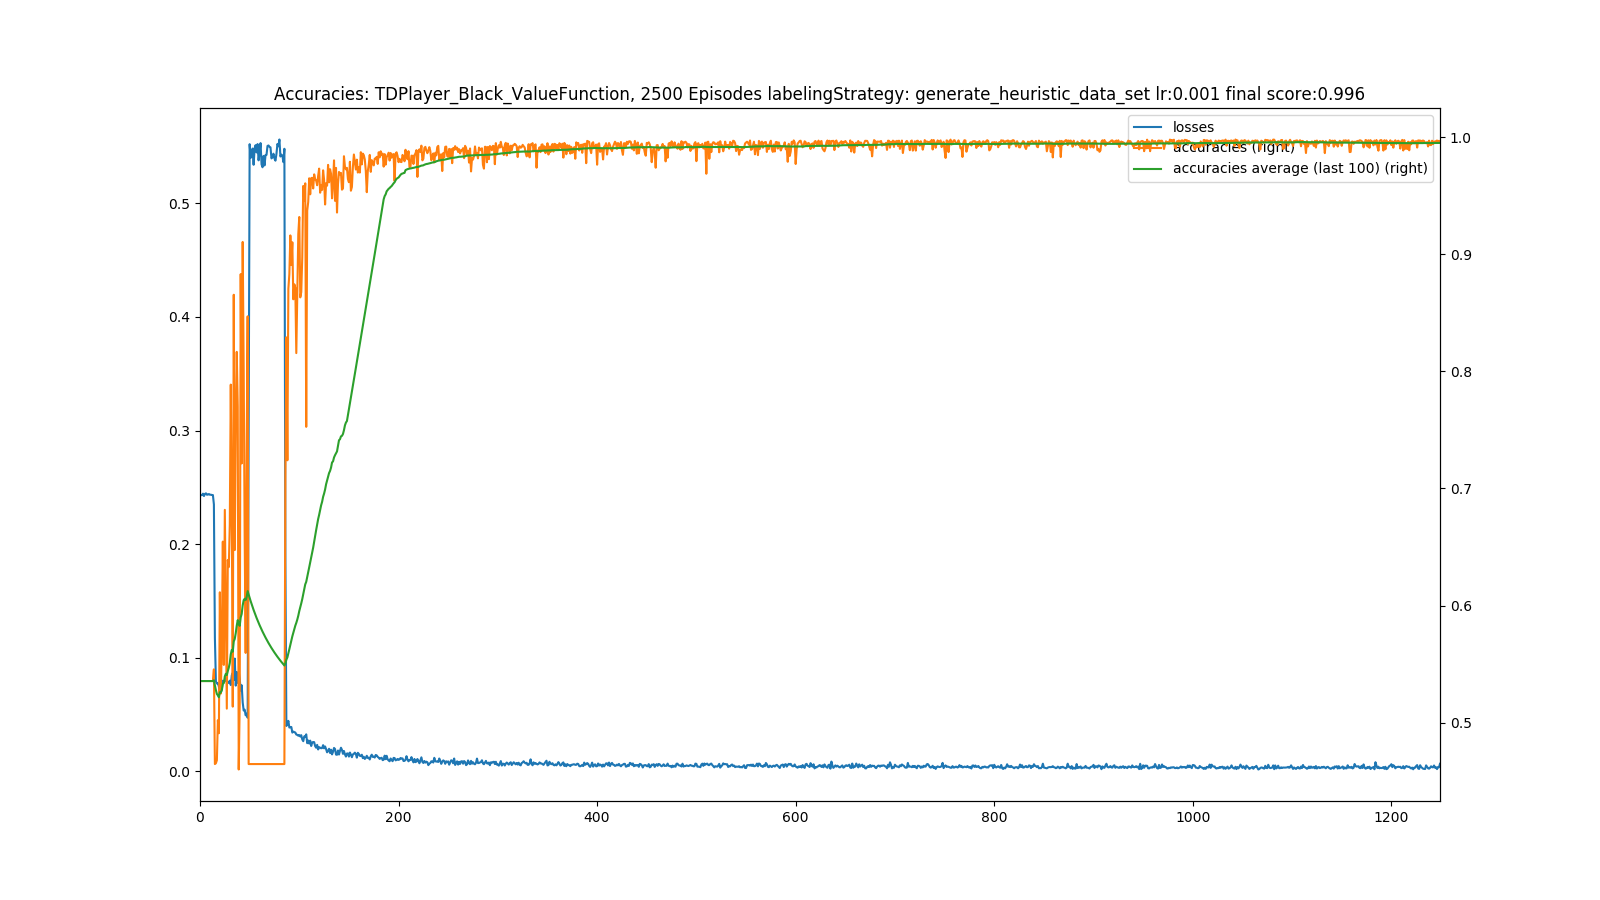 Accuracies: TDPlayer_Black_ValueFunction, 2500 Episodes labelingStrategy: generate_heuristic_data_set lr:0.001 final score:0.996
losses
accuracies (right)
accuracies average (last 100) (right)
0.5
0.4
0.3
0.2
0.1
0.0
1.0
0.9
0.8
0.7
0.6
0.5
0 200 400 600 800 1000 1200